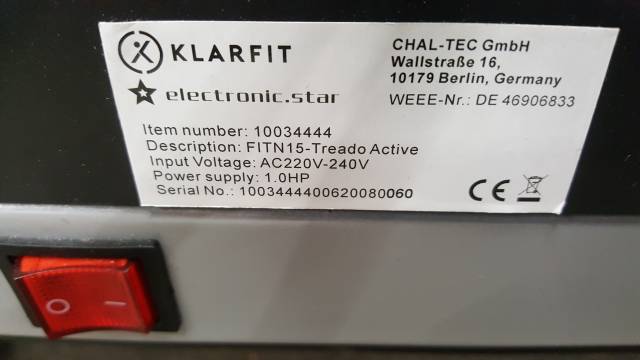 KLARFIT
electronic.star
CHAL-TEC GmbH
Wallstraße 16,
10179 Berlin, Germany
WEEE-Nr.: DE 46906833
Item number: 10034444
Description: FITN15-Treado Active
Input Voltage: AC220V-240V
Power supply: 1.0HP
Serial No.: 1003444400620080060
CE
O I